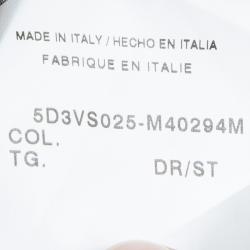 MADE IN ITALY / HECHO EN ITALIA
FABRIQUE EN ITALIE
5D3VS025-M40294M
COL.
TG. DR/ST